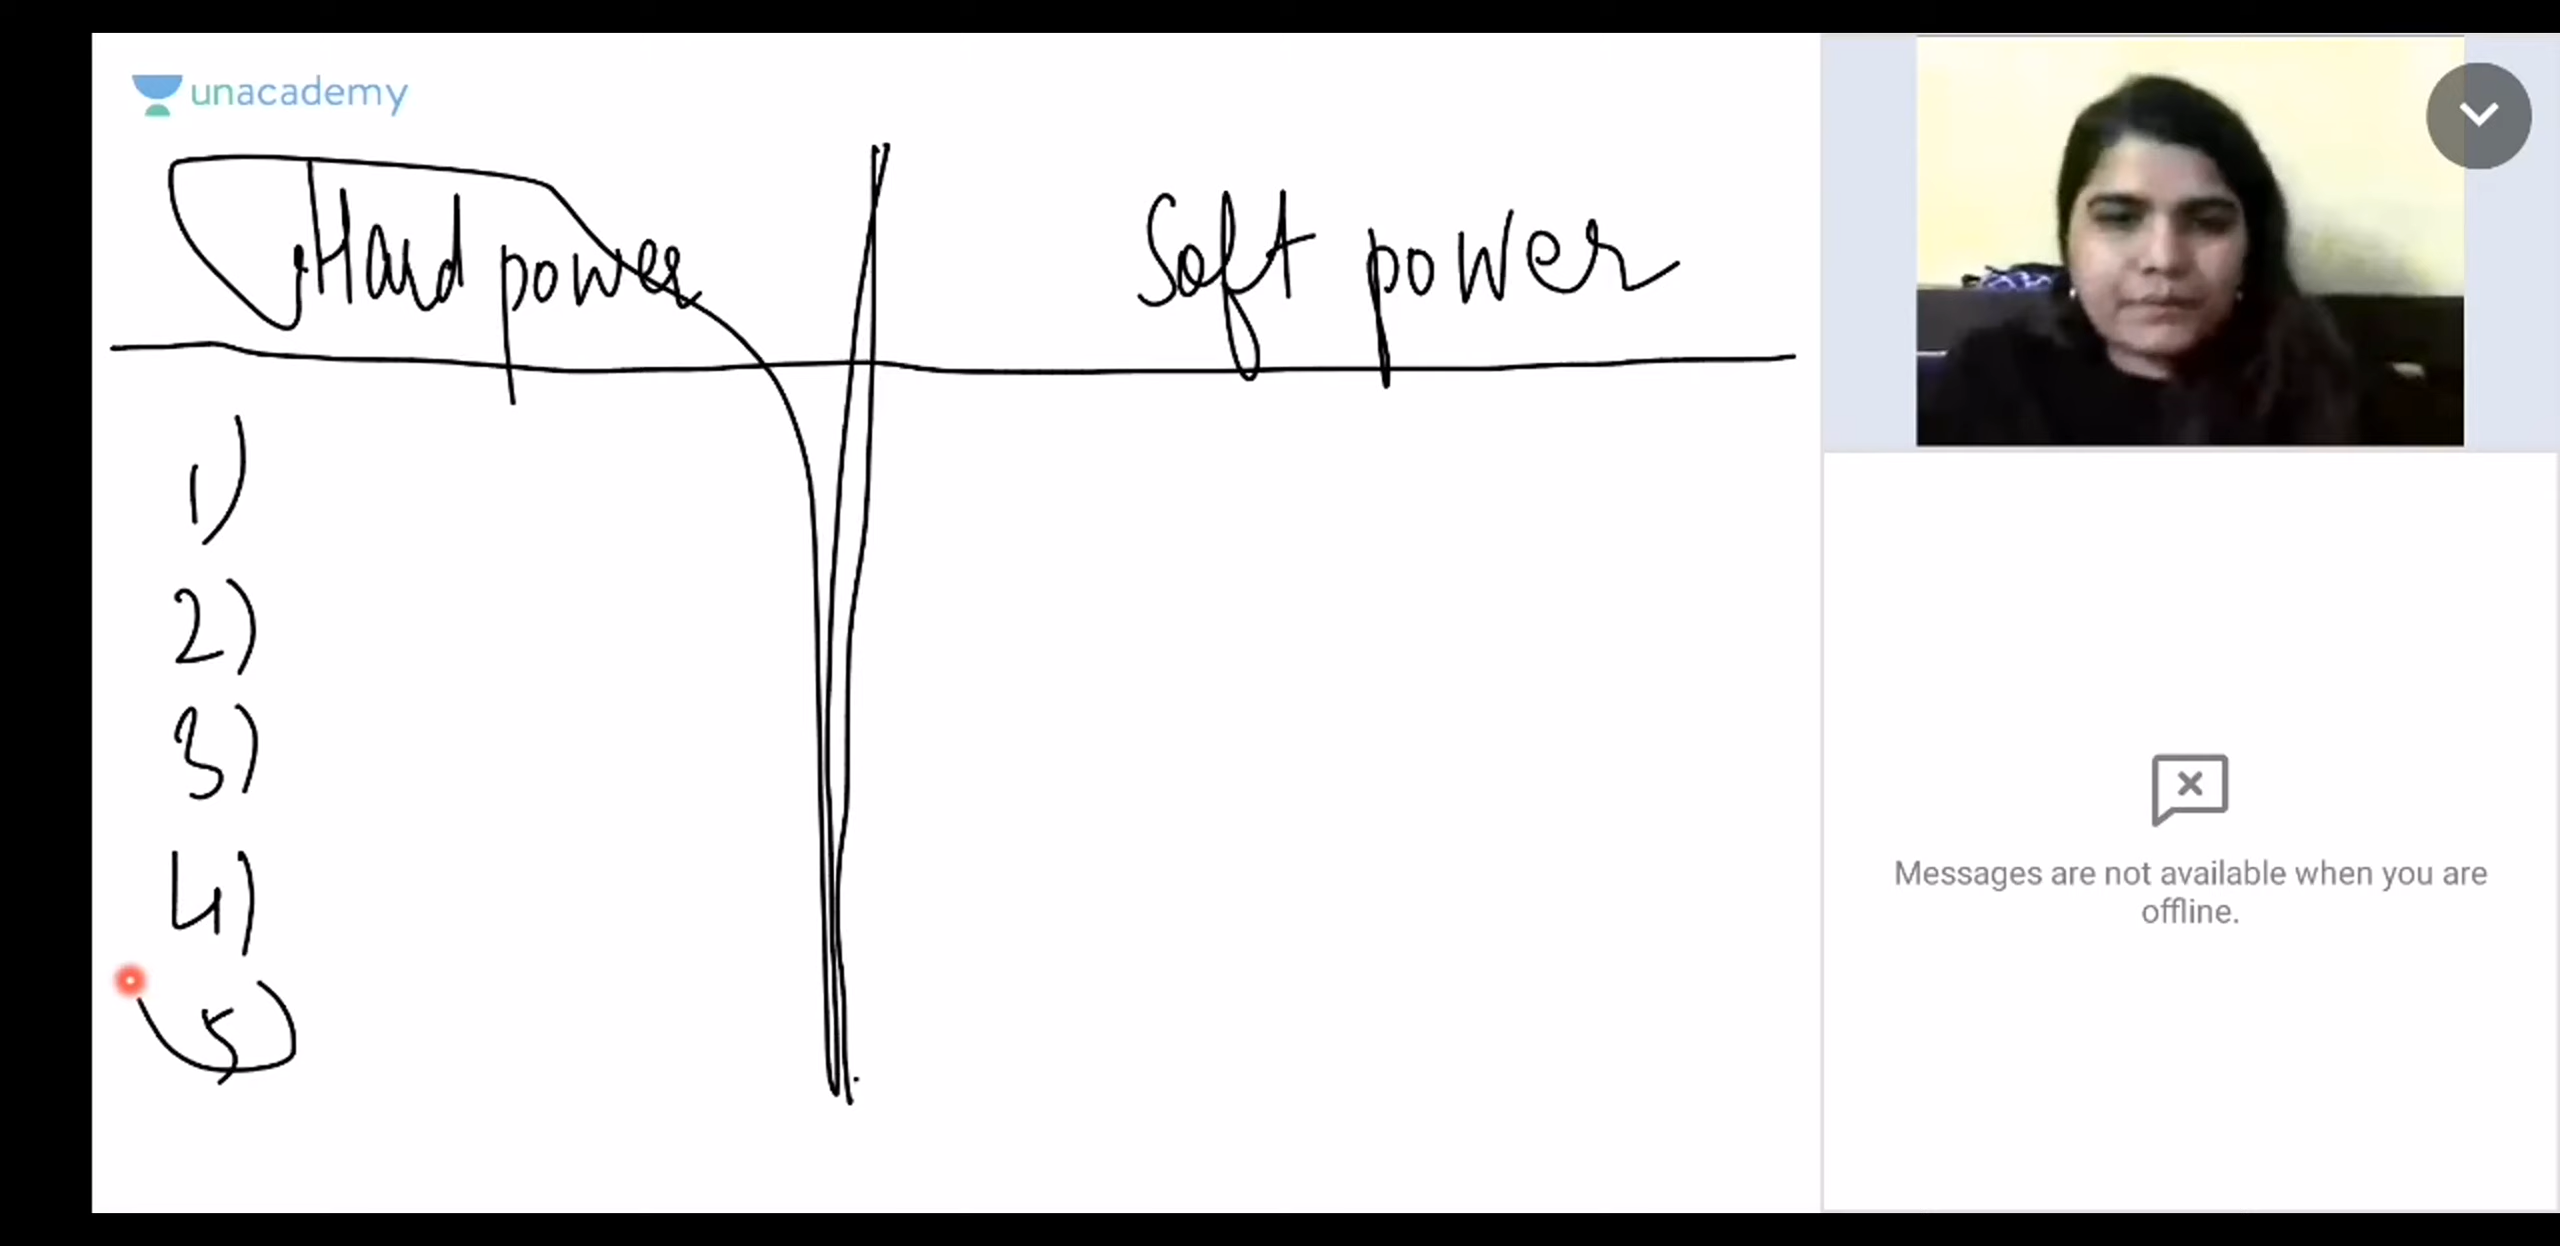 unacademy
Hard power
Soft power
1)
2)
3)
4)
5)
Messages are not available when you are
offline.